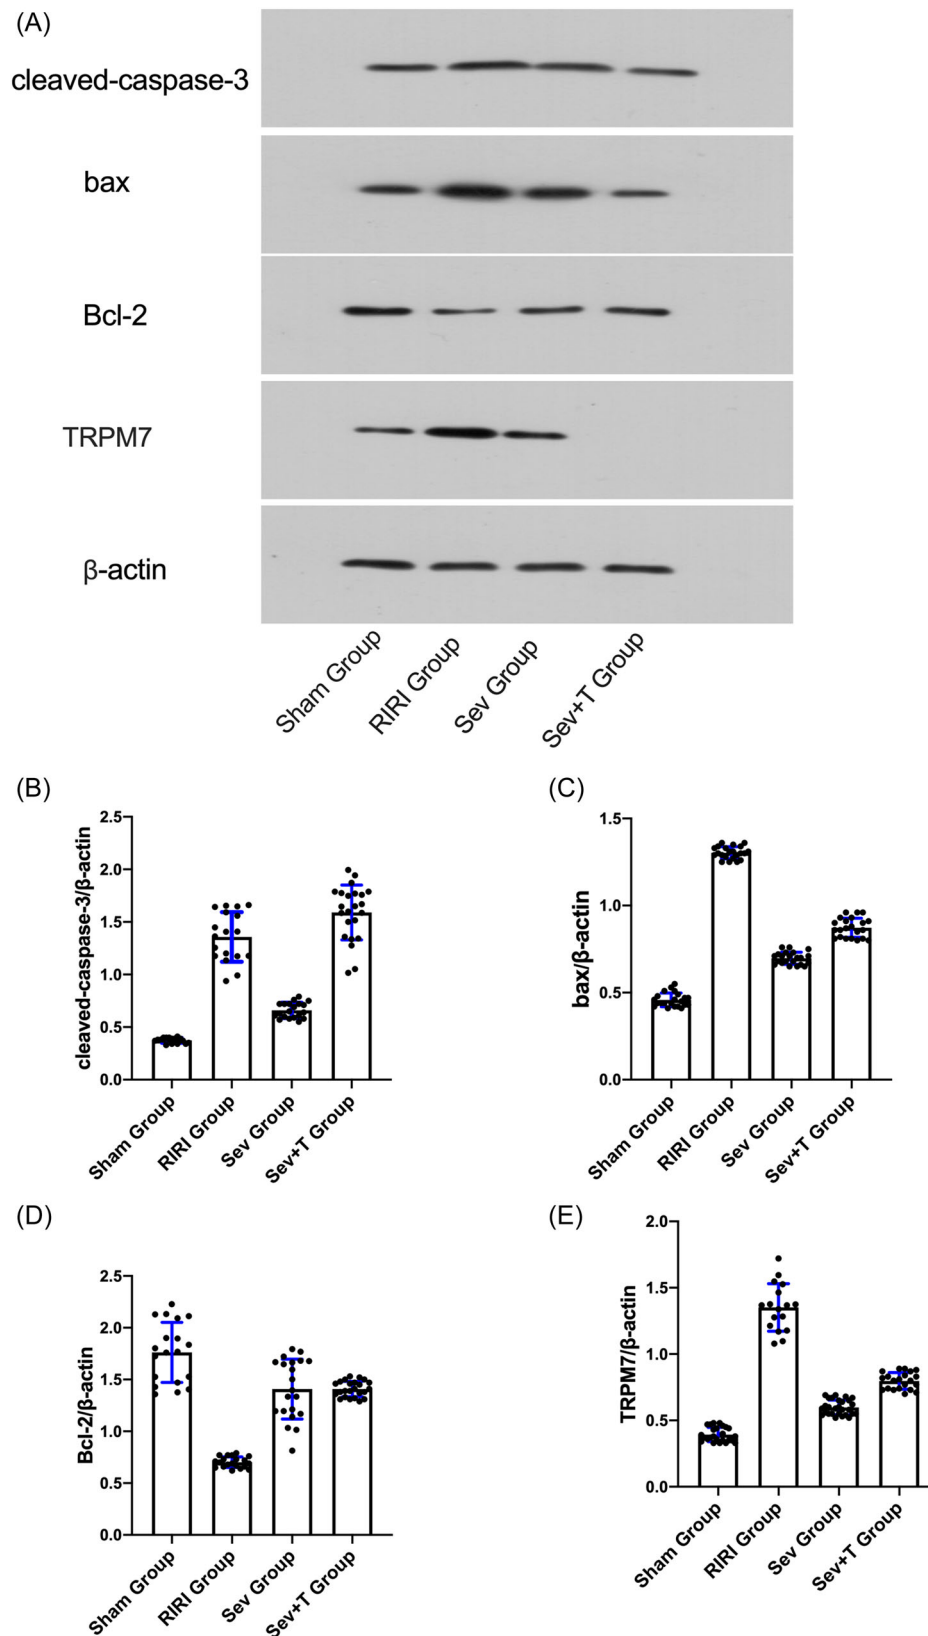 (A)
cleaved-caspase-3
bax
Bcl-2
TRPM7
β-actin
Sham Group
RIRI Group
Sev Group
Sev+T Group
(B)
cleaved-caspase-3/β-actin
2.5
2.0
1.5
1.0
0.5
0.0
Sham Group
RIRI Group
Sev Group
Sev+T Group
(C)
bax/β-actin
1.5
1.0
0.5
0.0
Sham Group
RIRI Group
Sev Group
Sev+T Group
(D)
Bcl-2/β-actin
2.5
2.0
1.5
1.0
0.5
0.0
Sham Group
RIRI Group
Sev Group
Sev+T Group
(E)
TRPM7/β-actin
2.0
1.5
1.0
0.5
0.0
Sham Group
RIRI Group
Sev Group
Sev+T Group